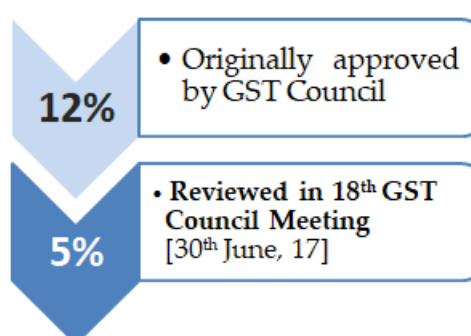 12%
• Originally approved
by GST Council
5%
• Reviewed in 18th GST
Council Meeting
[30th June, 17]